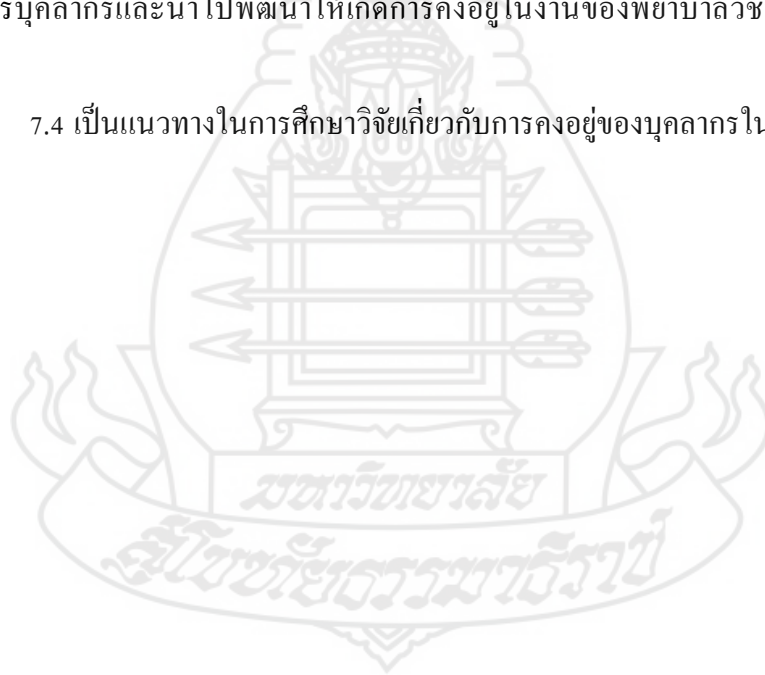 รบุคลากรและนำไปพัฒนาให้เกิดการคงอยู่ในงานของพยาบาลวิช
7.4 เป็นแนวทางในการศึกษาวิจัยเกี่ยวกับการคงอยู่ของบุคลากรใน
มหาวิทยาลัย
สุโขทัยธรรมาธิราช